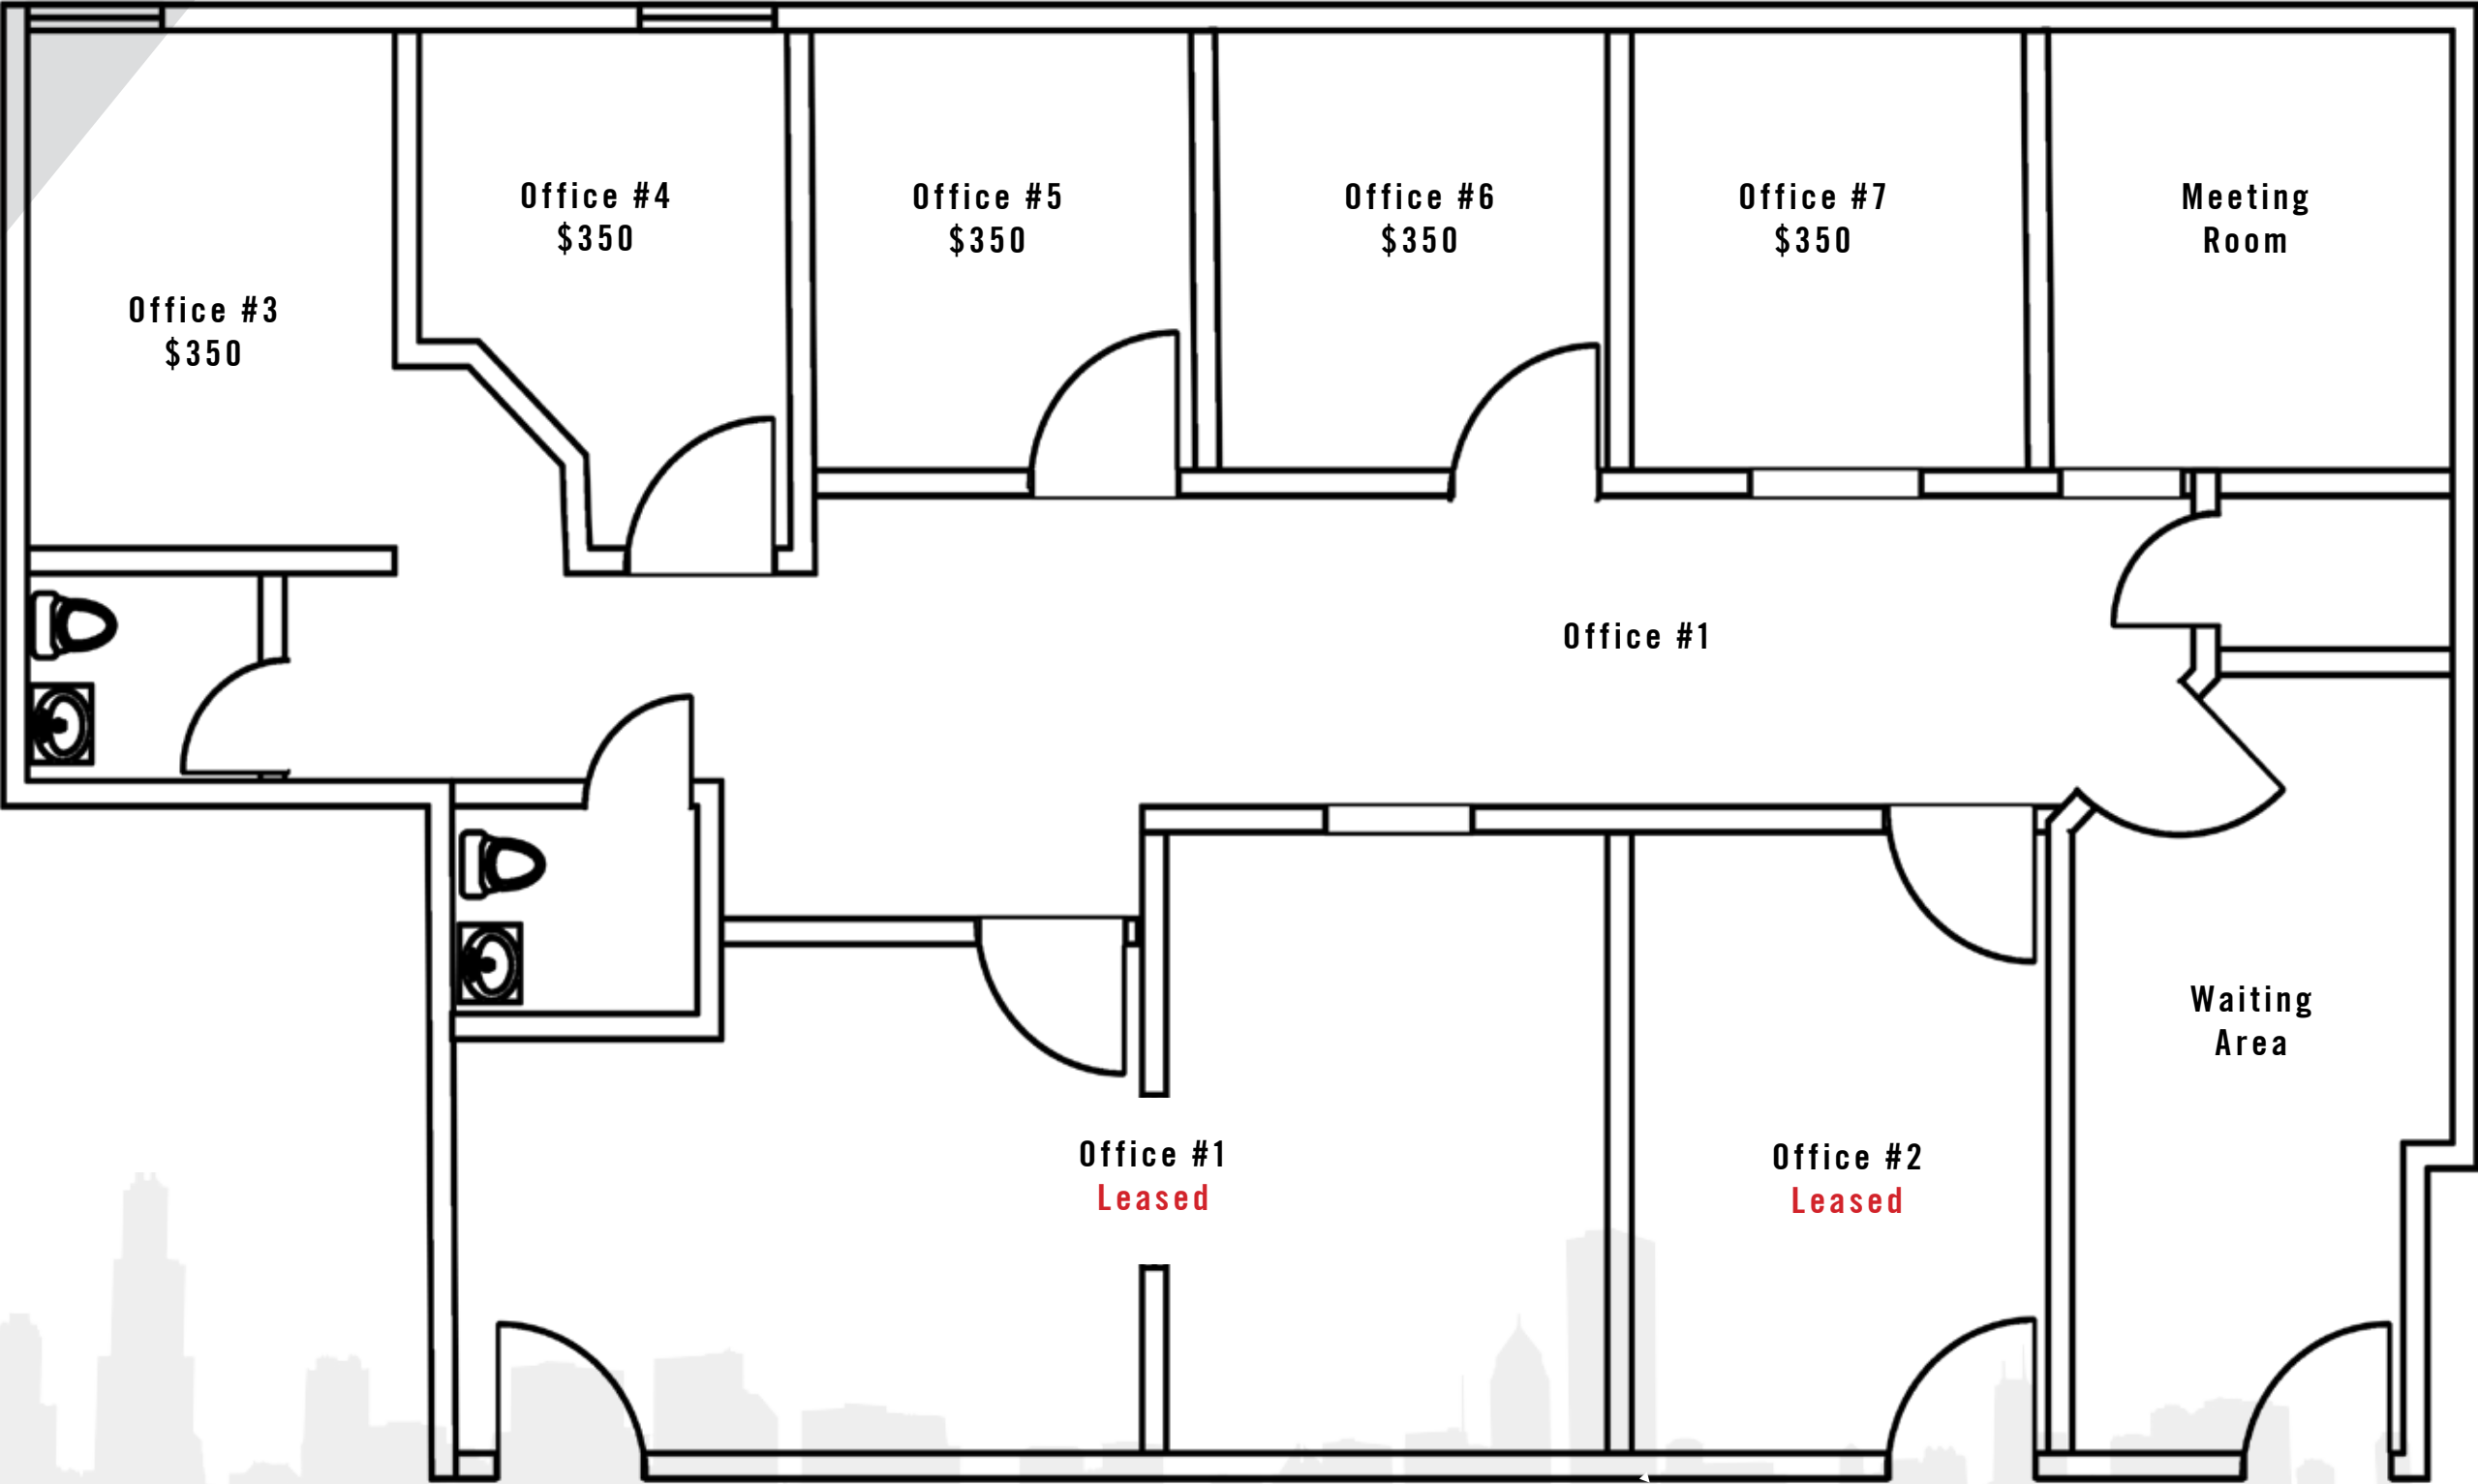 Office #4
$350
Office #5
$350
Office #6
$350
Office #7
$350
Meeting
Room
Office #3
$350
Office #1
Waiting
Area
Office #1
Leased
Office #2
Leased